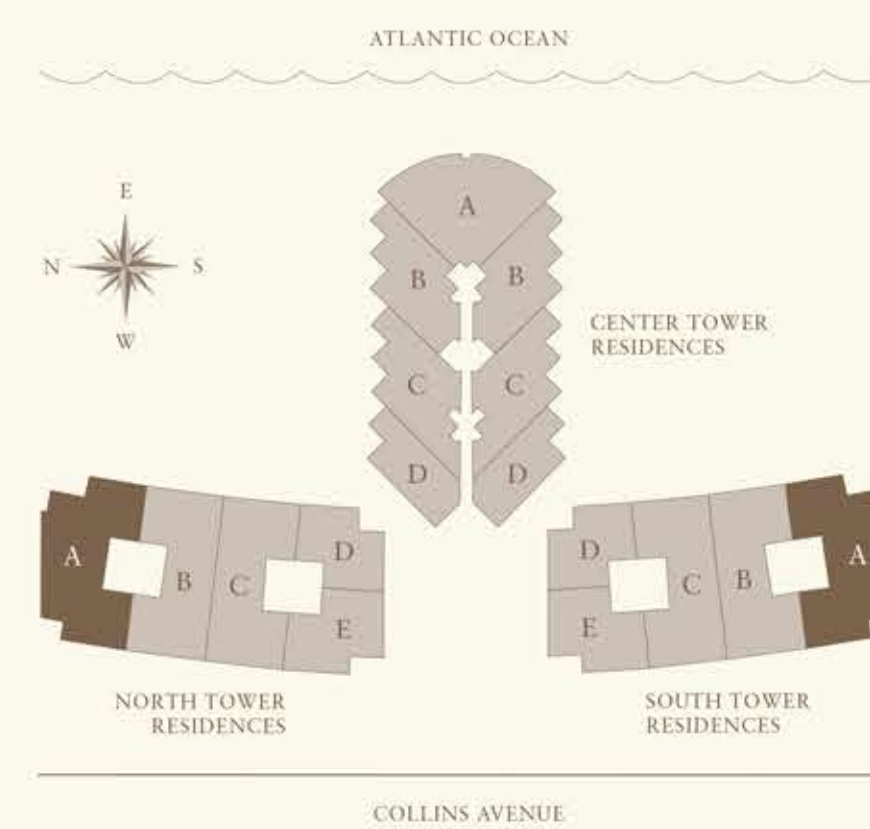 ATLANTIC OCEAN
E
N S
W
A
B B
C C
D D
CENTER TOWER
RESIDENCES
A B C D E
D E C B A
NORTH TOWER
RESIDENCES
SOUTH TOWER
RESIDENCES
COLLINS AVENUE